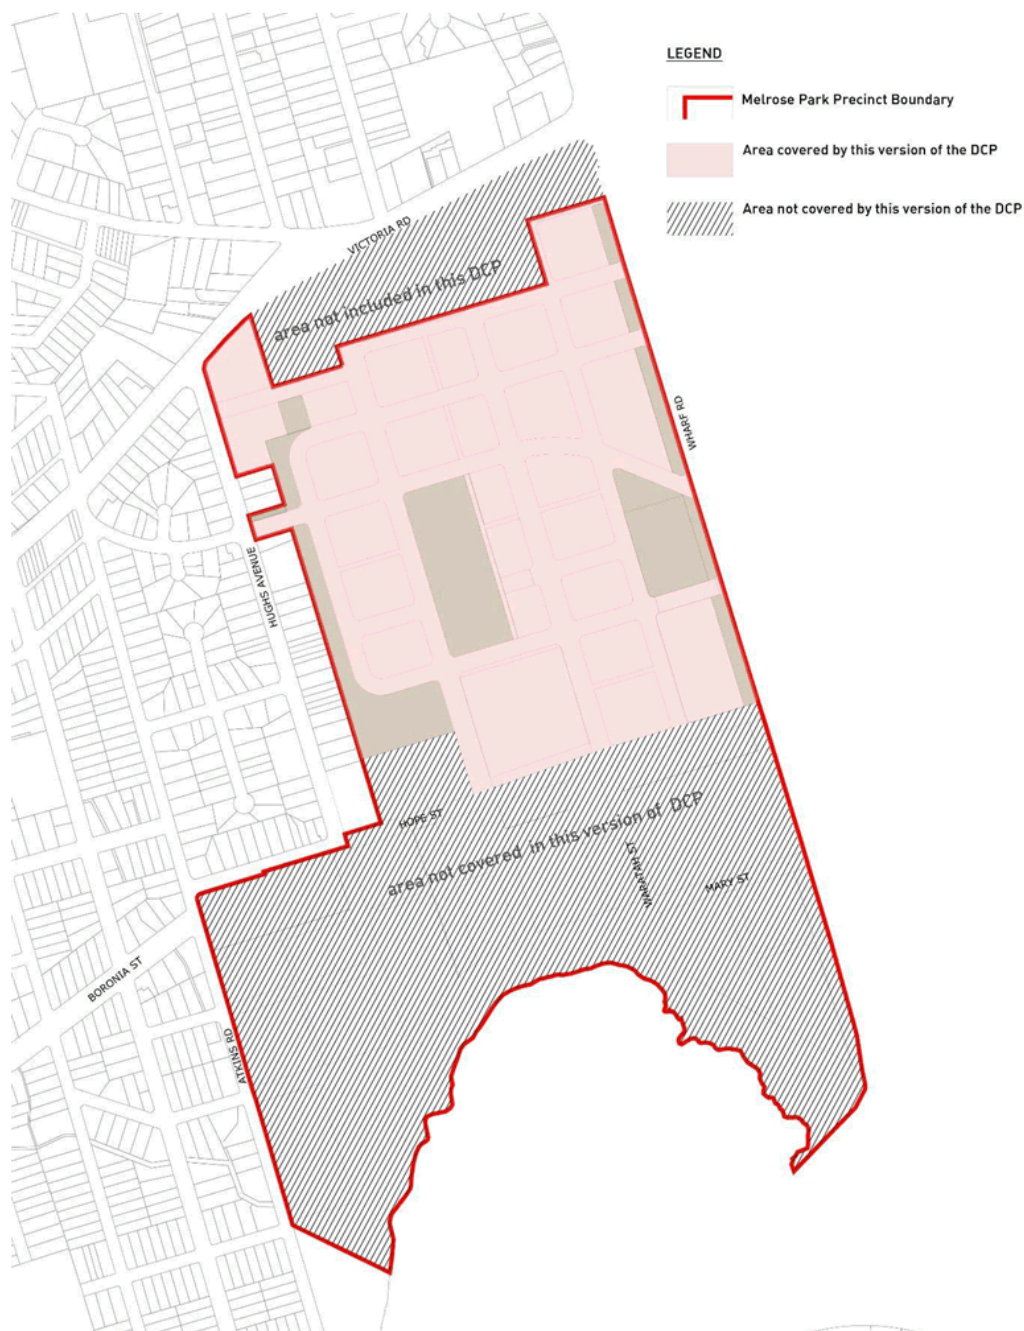 LEGEND
Melrose Park Precinct Boundary
Area covered by this version of the DCP
Area not covered by this version of the DCP
VICTORIA RD
area not included in this DCP
WHARF RD
HUGHS AVENUE
HOPE ST
area not covered in this version of DCP
WARATAH ST
MARY ST
BORONIA ST
ATKINS RD